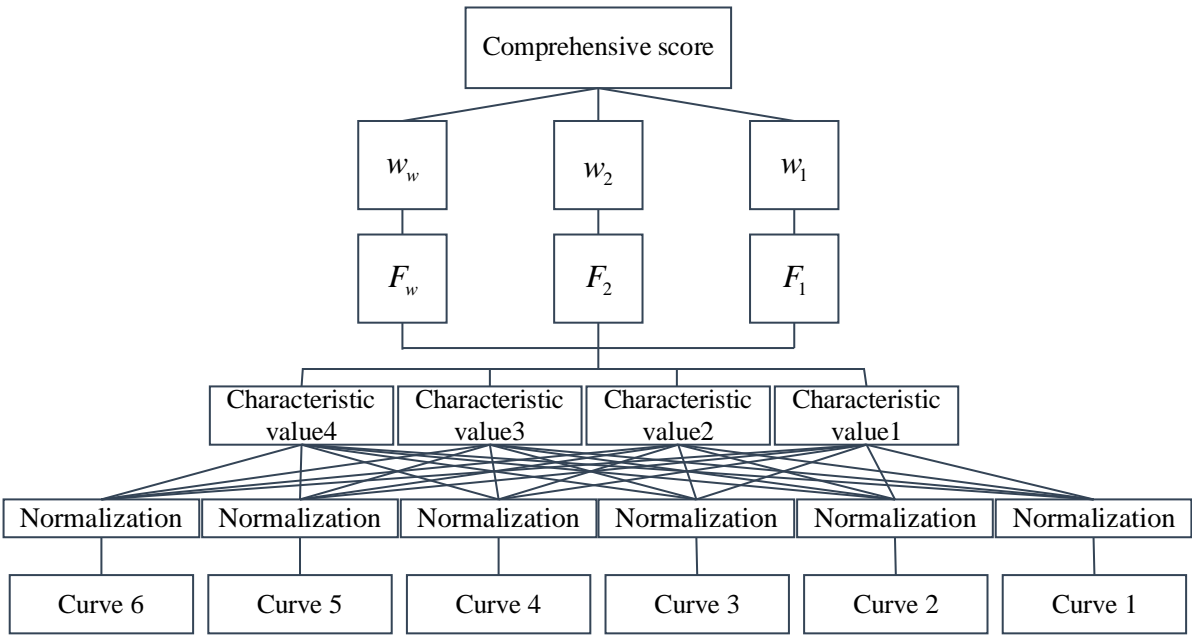 Comprehensive score
w_w w_2 w_1
F_w F_2 F_1
Characteristic value4 Characteristic value3 Characteristic value2 Characteristic value1
Normalization Normalization Normalization Normalization Normalization Normalization
Curve 6 Curve 5 Curve 4 Curve 3 Curve 2 Curve 1